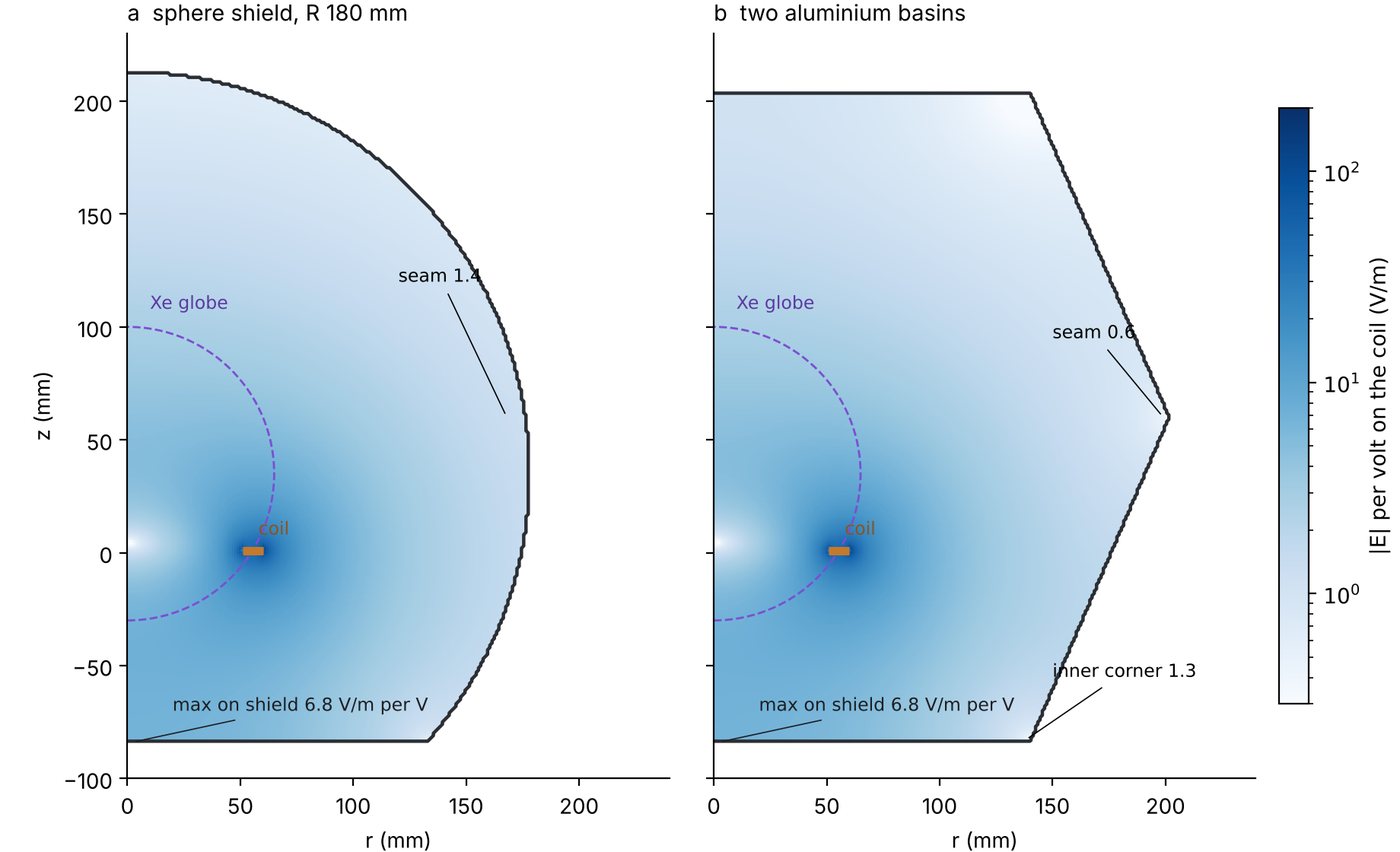 a sphere shield, R 180 mm
200
150
100
50
0
−50
−100
z (mm)
seam 1.4
Xe globe
coil
max on shield 6.8 V/m per V
0
50
100
150
200
r (mm)
b two aluminium basins
Xe globe
seam 0.6
coil
inner corner 1.3
max on shield 6.8 V/m per V
0
50
100
150
200
r (mm)
10²
10¹
10⁰
|E| per volt on the coil (V/m)